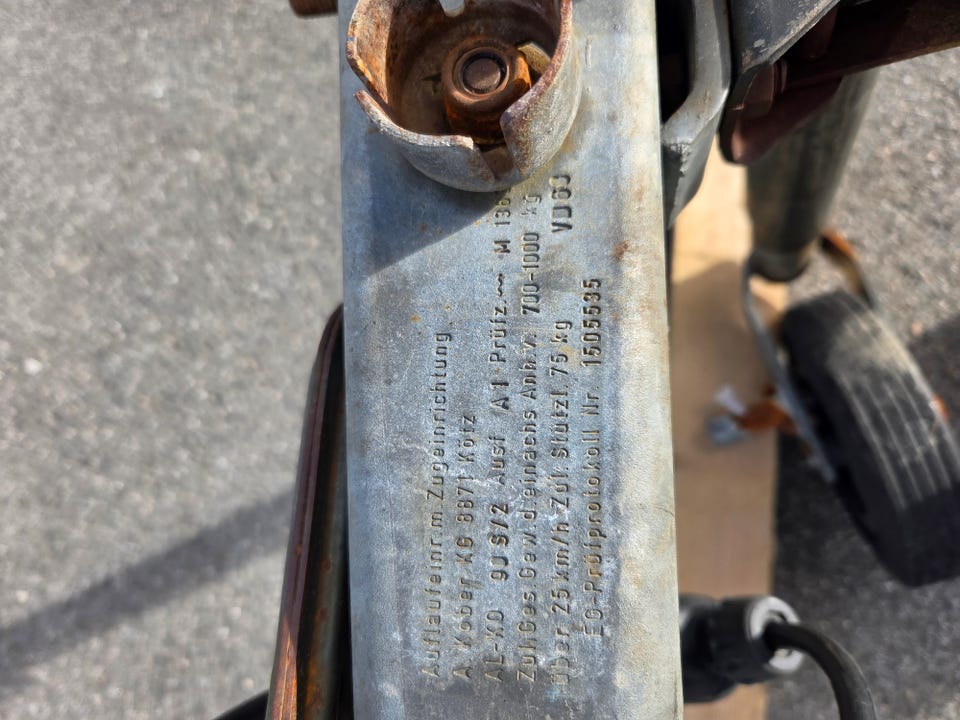 Auflaufeinr. m. Zugeinrichtung
A. Kober KG 8871 Kötz
AL-KO 90 S/2 Ausf A1 Prüfz. ~~~ M 136
Zul. Ges. Gew. d. einachs Anh. v. 700-1000 kg
Über 25 km/h Zul. Stützl. 75 kg
EG-Prüfprotokoll Nr 1505535